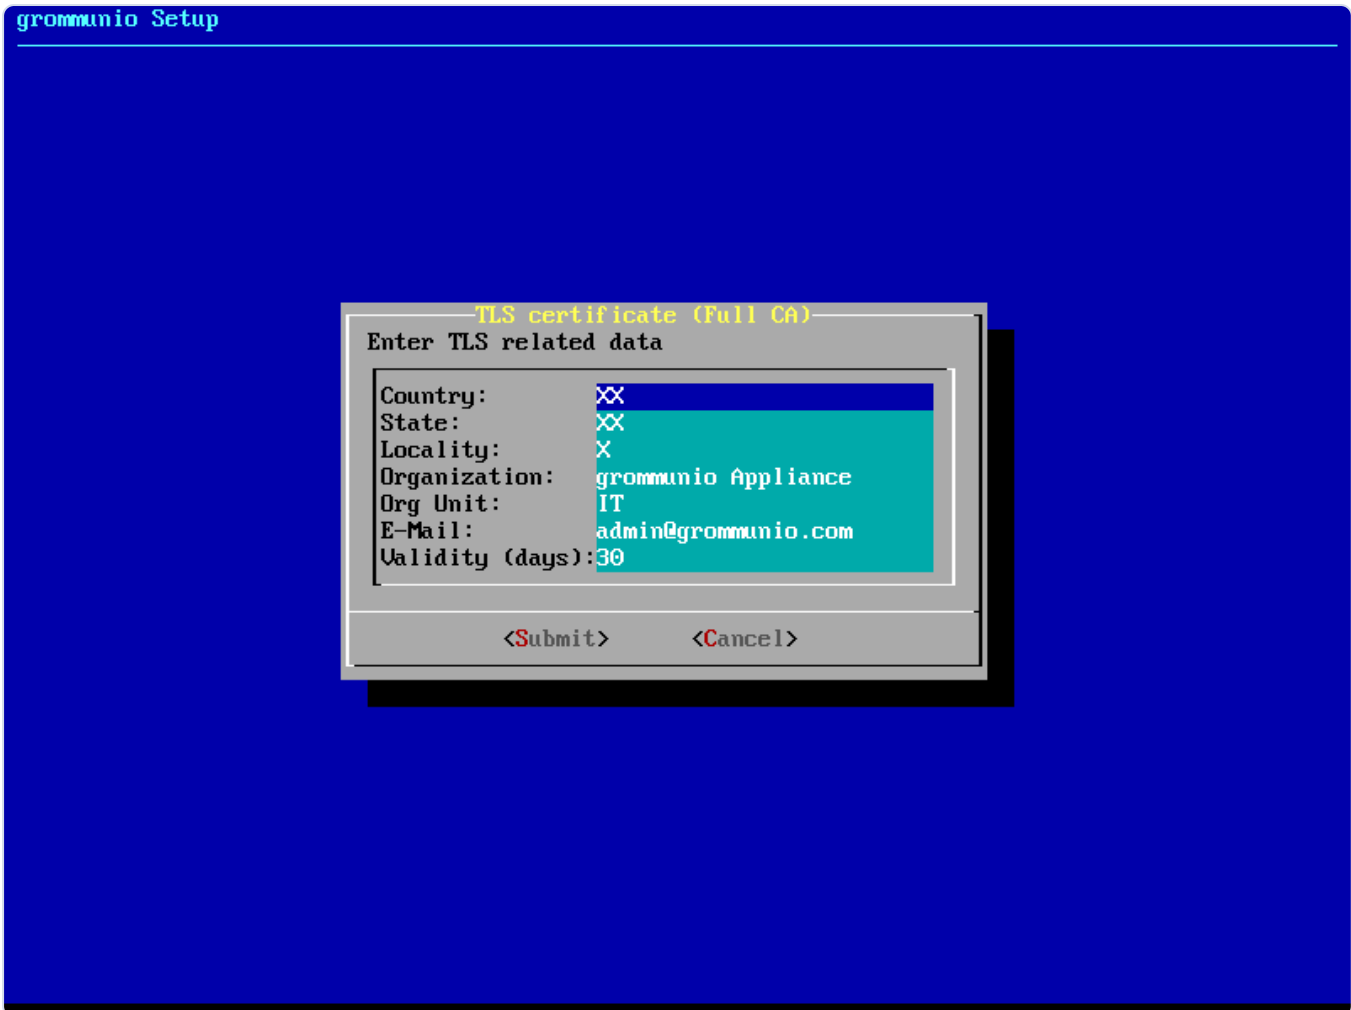 grommunio Setup
TLS certificate (Full CA)
Enter TLS related data
Country: XX
State: XX
Locality: X
Organization: grommunio Appliance
Org Unit: IT
E-Mail: admin@grommunio.com
Validity (days):30
<Submit> <Cancel>